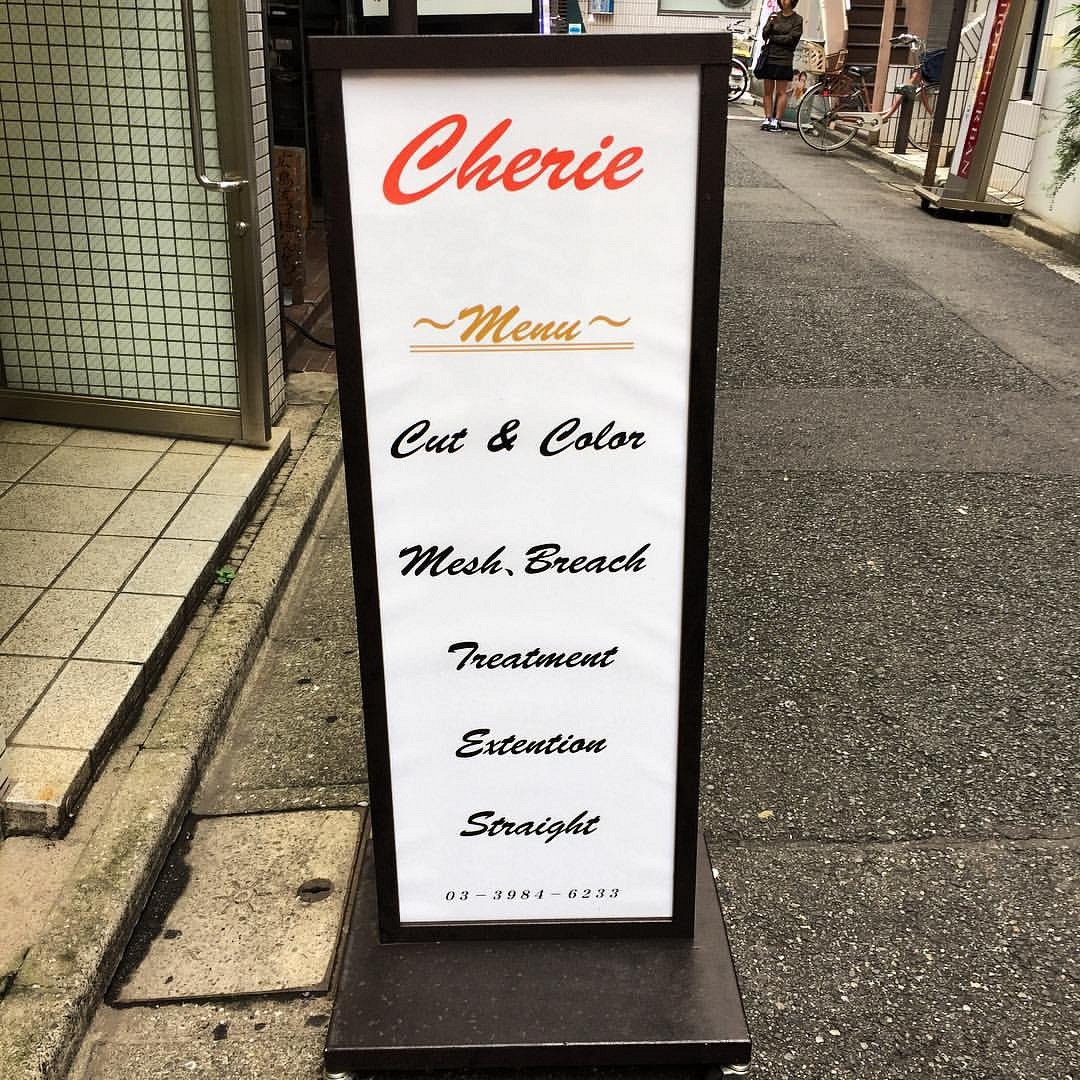 Cherie
～Menu～
Cut & Color
Mesh、Breach
Treatment
Extention
Straight
03－3984－6233